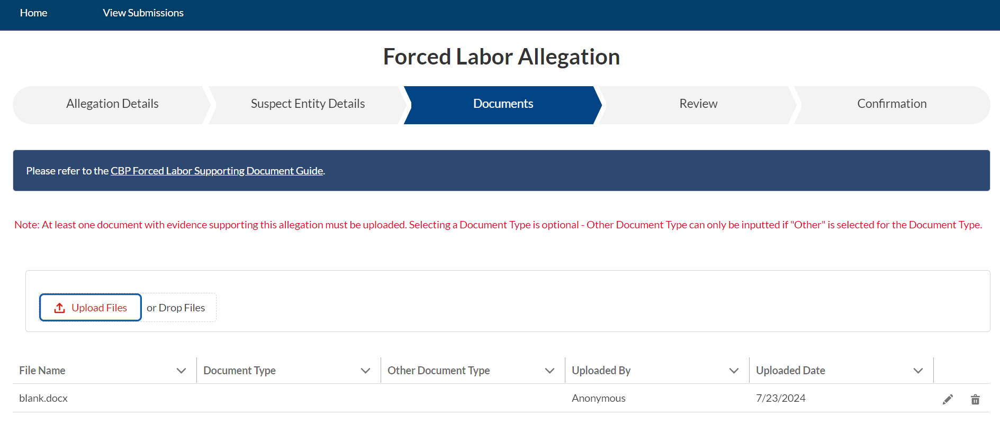 Home View Submissions
Forced Labor Allegation
Allegation Details Suspect Entity Details Documents Review Confirmation
Please refer to the CBP Forced Labor Supporting Document Guide.
Note: At least one document with evidence supporting this allegation must be uploaded. Selecting a Document Type is optional - Other Document Type can only be inputted if "Other" is selected for the Document Type.
Upload Files or Drop Files
File Name Document Type Other Document Type Uploaded By Uploaded Date
blank.docx Anonymous 7/23/2024